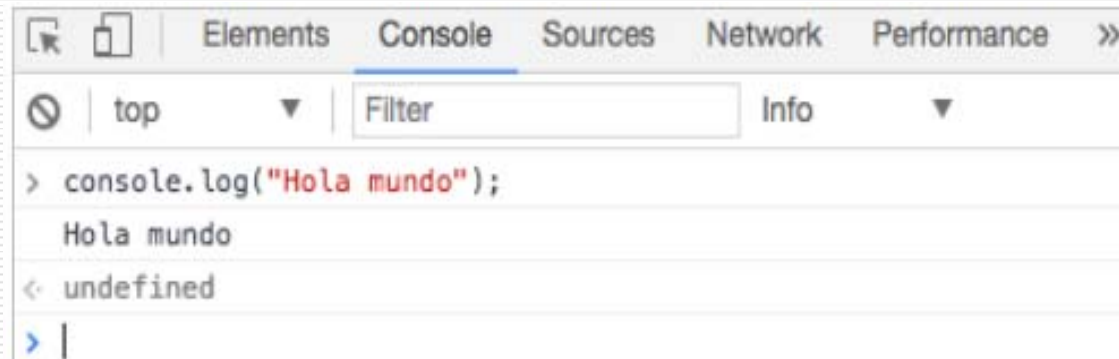 Elements Console Sources Network Performance »
top ▼ Filter Info ▼
> console.log("Hola mundo");
Hola mundo
<· undefined
>